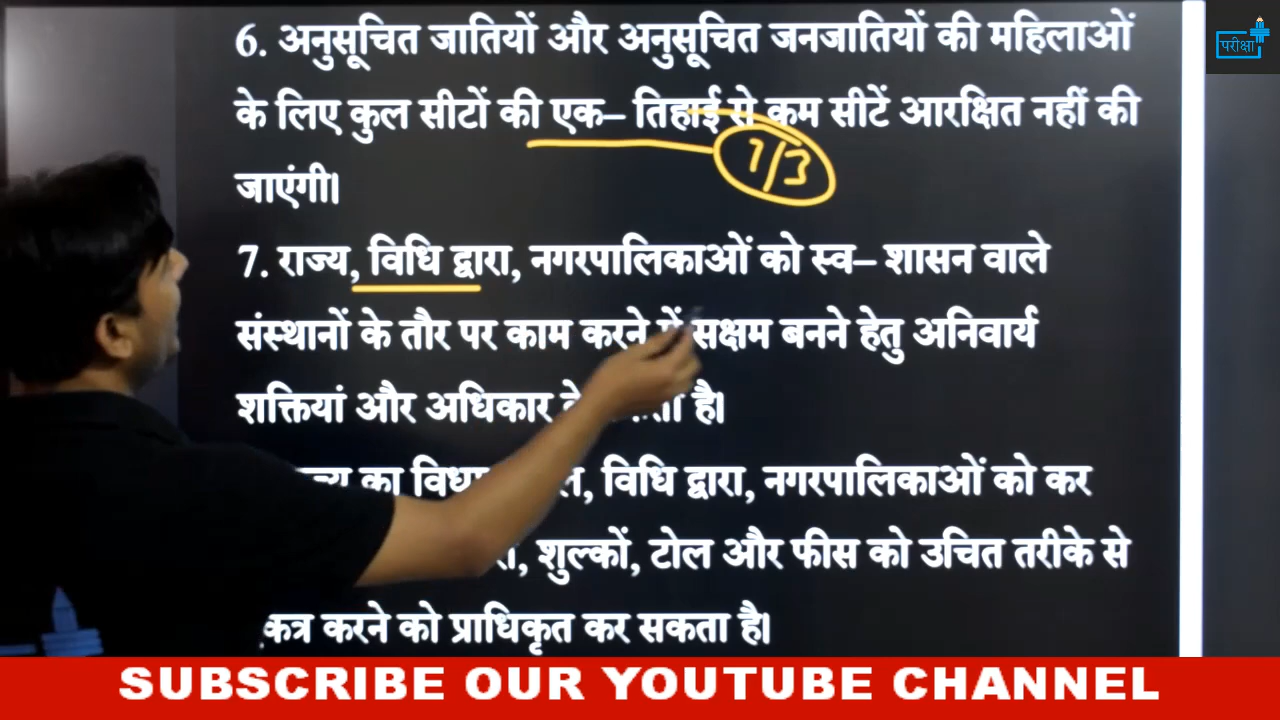 परीक्षा
6. अनुसूचित जातियों और अनुसूचित जनजातियों की महिलाओं
के लिए कुल सीटों की एक– तिहाई से कम सीटें आरक्षित नहीं की
1/3
जाएंगी।
7. राज्य, विधि द्वारा, नगरपालिकाओं को स्व– शासन वाले
संस्थानों के तौर पर काम करने में सक्षम बनने हेतु अनिवार्य
शक्तियां और अधिकार है।
का विधि द्वारा, नगरपालिकाओं को कर
शुल्कों, टोल और फीस को उचित तरीके से
करने को प्राधिकृत कर सकता है।
SUBSCRIBE OUR YOUTUBE CHANNEL